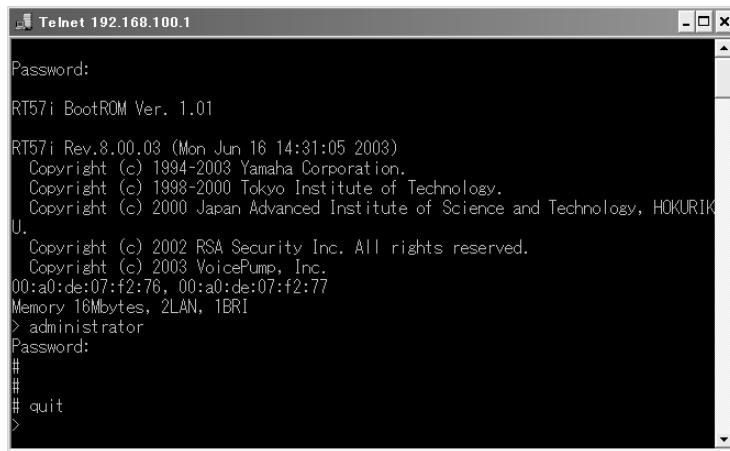 Telnet 192.168.100.1
Password:
RT57i BootROM Ver. 1.01
RT57i Rev.8.00.03 (Mon Jun 16 14:31:05 2003)
Copyright (c) 1994-2003 Yamaha Corporation.
Copyright (c) 1998-2000 Tokyo Institute of Technology.
Copyright (c) 2000 Japan Advanced Institute of Science and Technology, HOKURIK
U.
Copyright (c) 2002 RSA Security Inc. All rights reserved.
Copyright (c) 2003 VoicePump, Inc.
00:a0:de:07:f2:76, 00:a0:de:07:f2:77
Memory 16Mbytes, 2LAN, 1BRI
> administrator
Password:
#
#
# quit
>